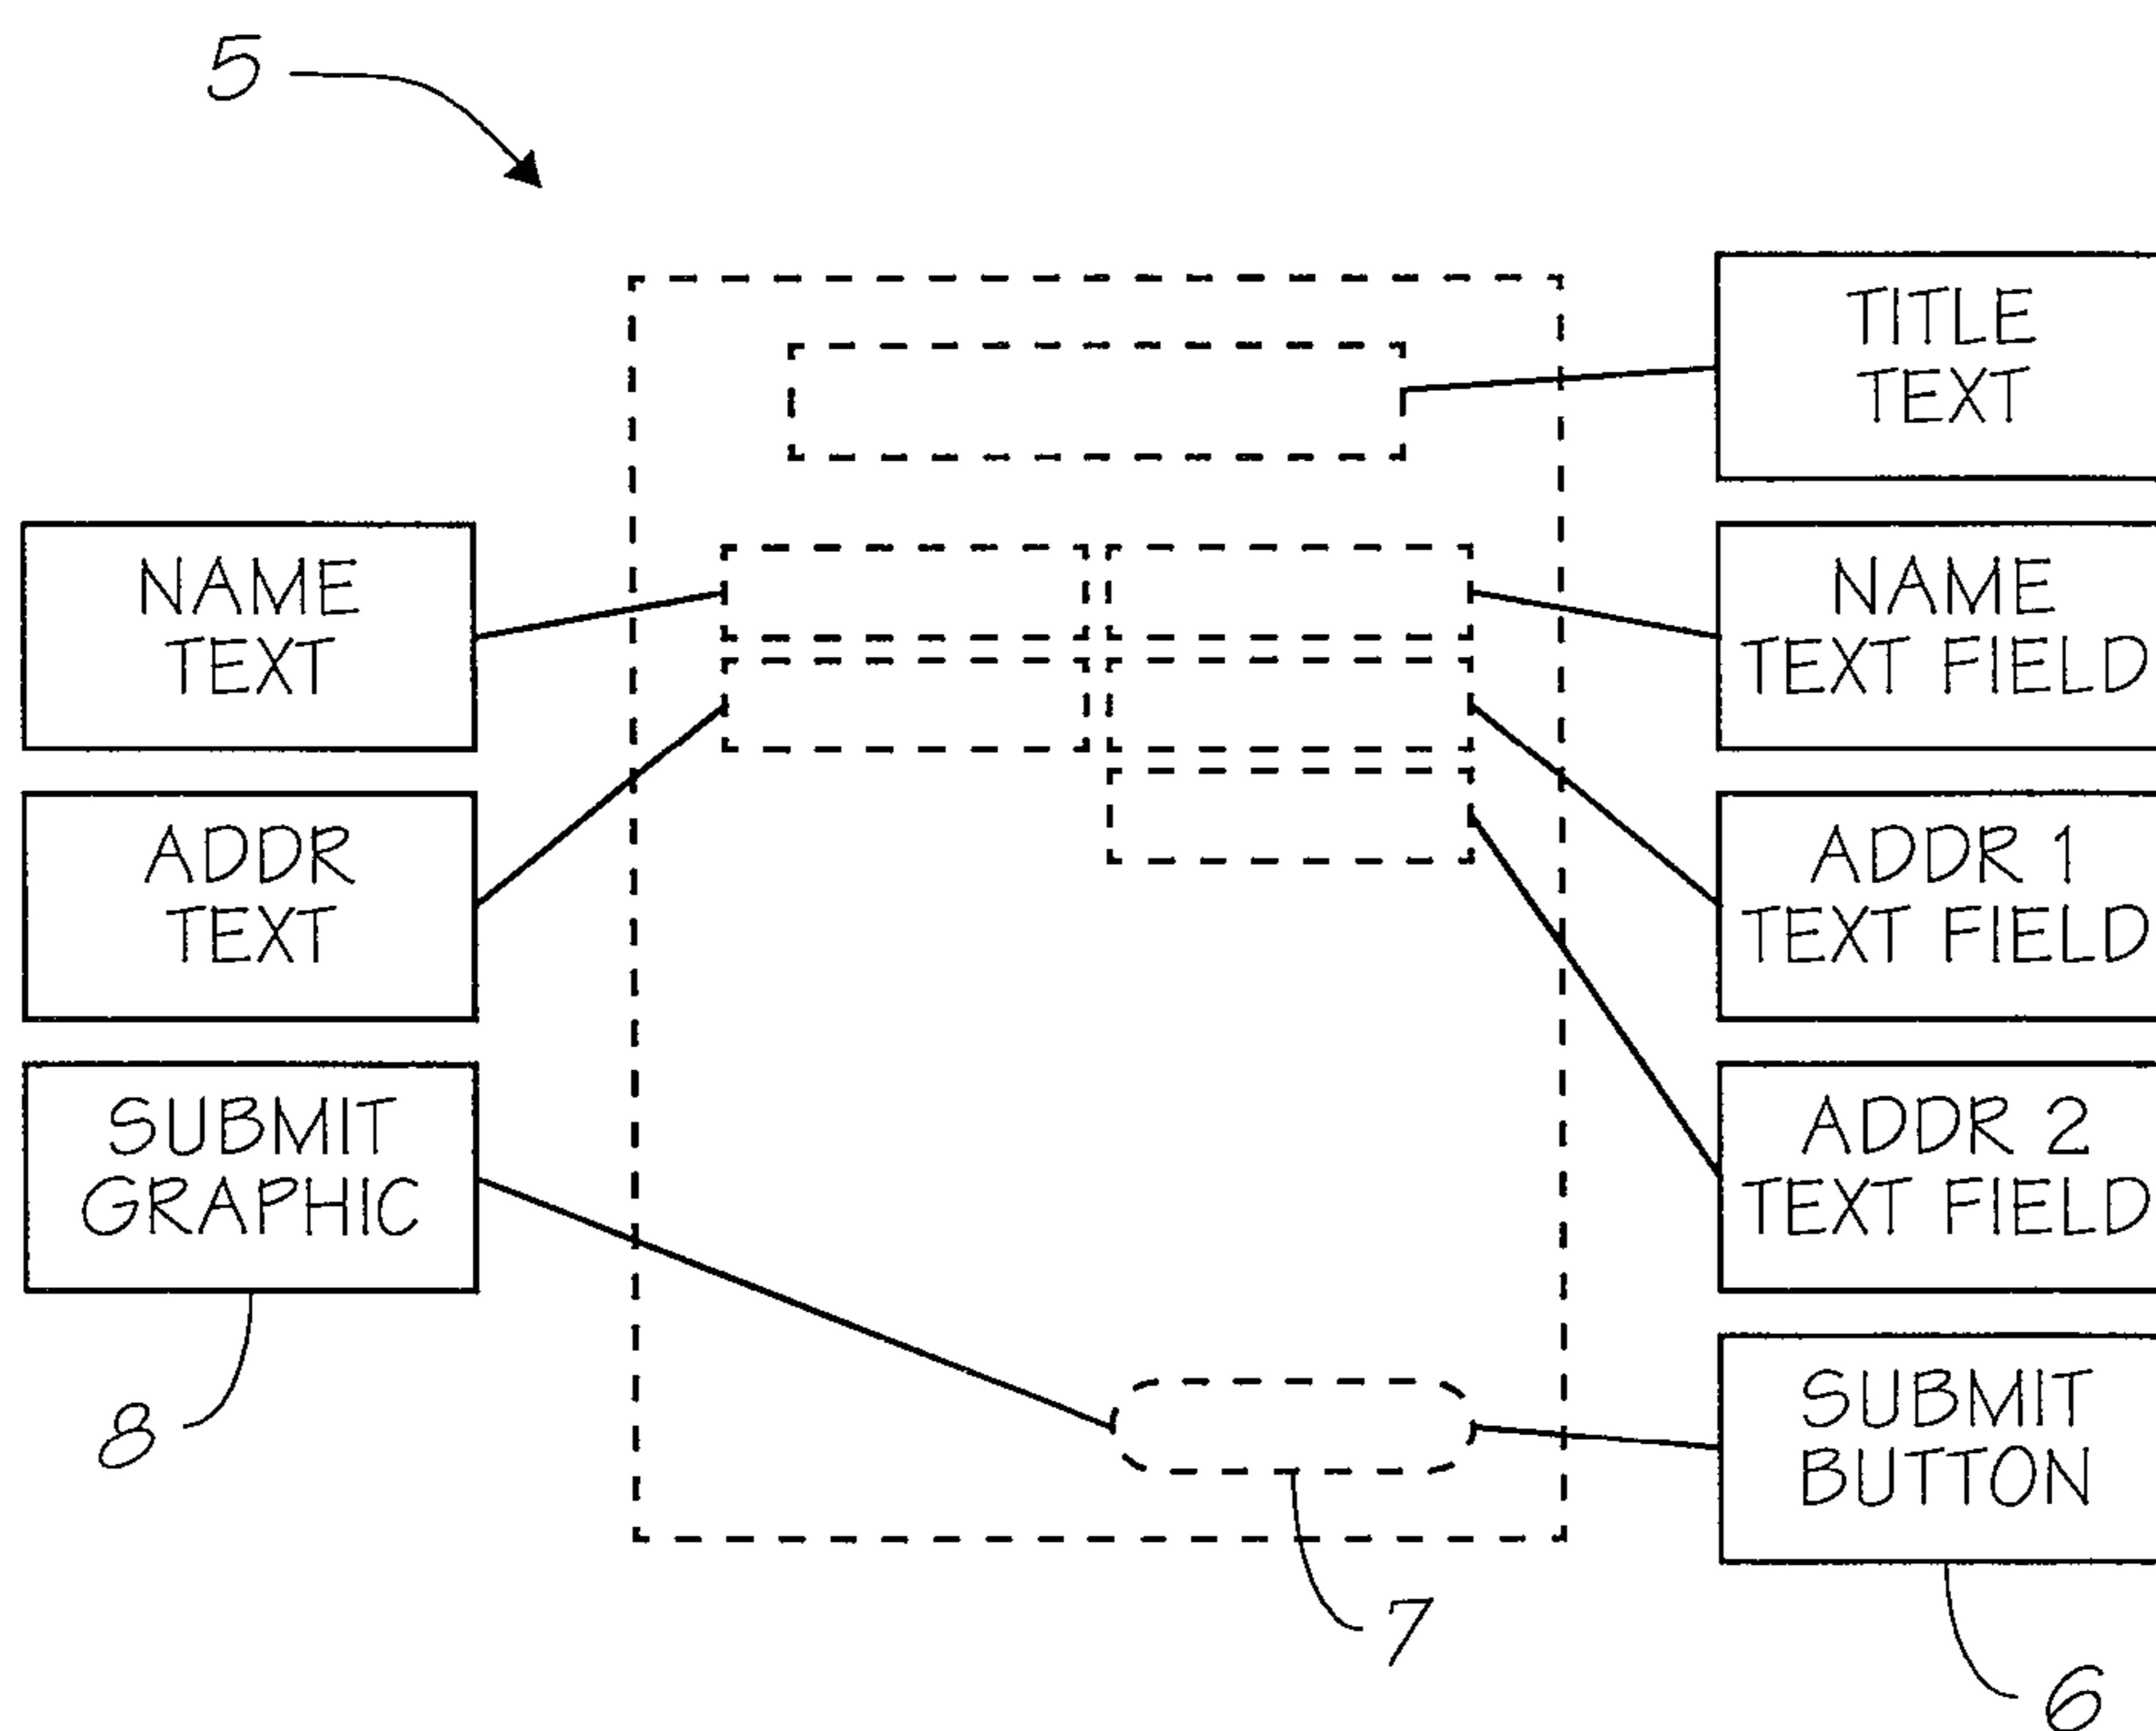 5
TITLE
TEXT
NAME
TEXT
NAME
TEXT FIELD
ADDR
TEXT
ADDR 1
TEXT FIELD
SUBMIT
GRAPHIC
ADDR 2
TEXT FIELD
SUBMIT
BUTTON
8
7
6